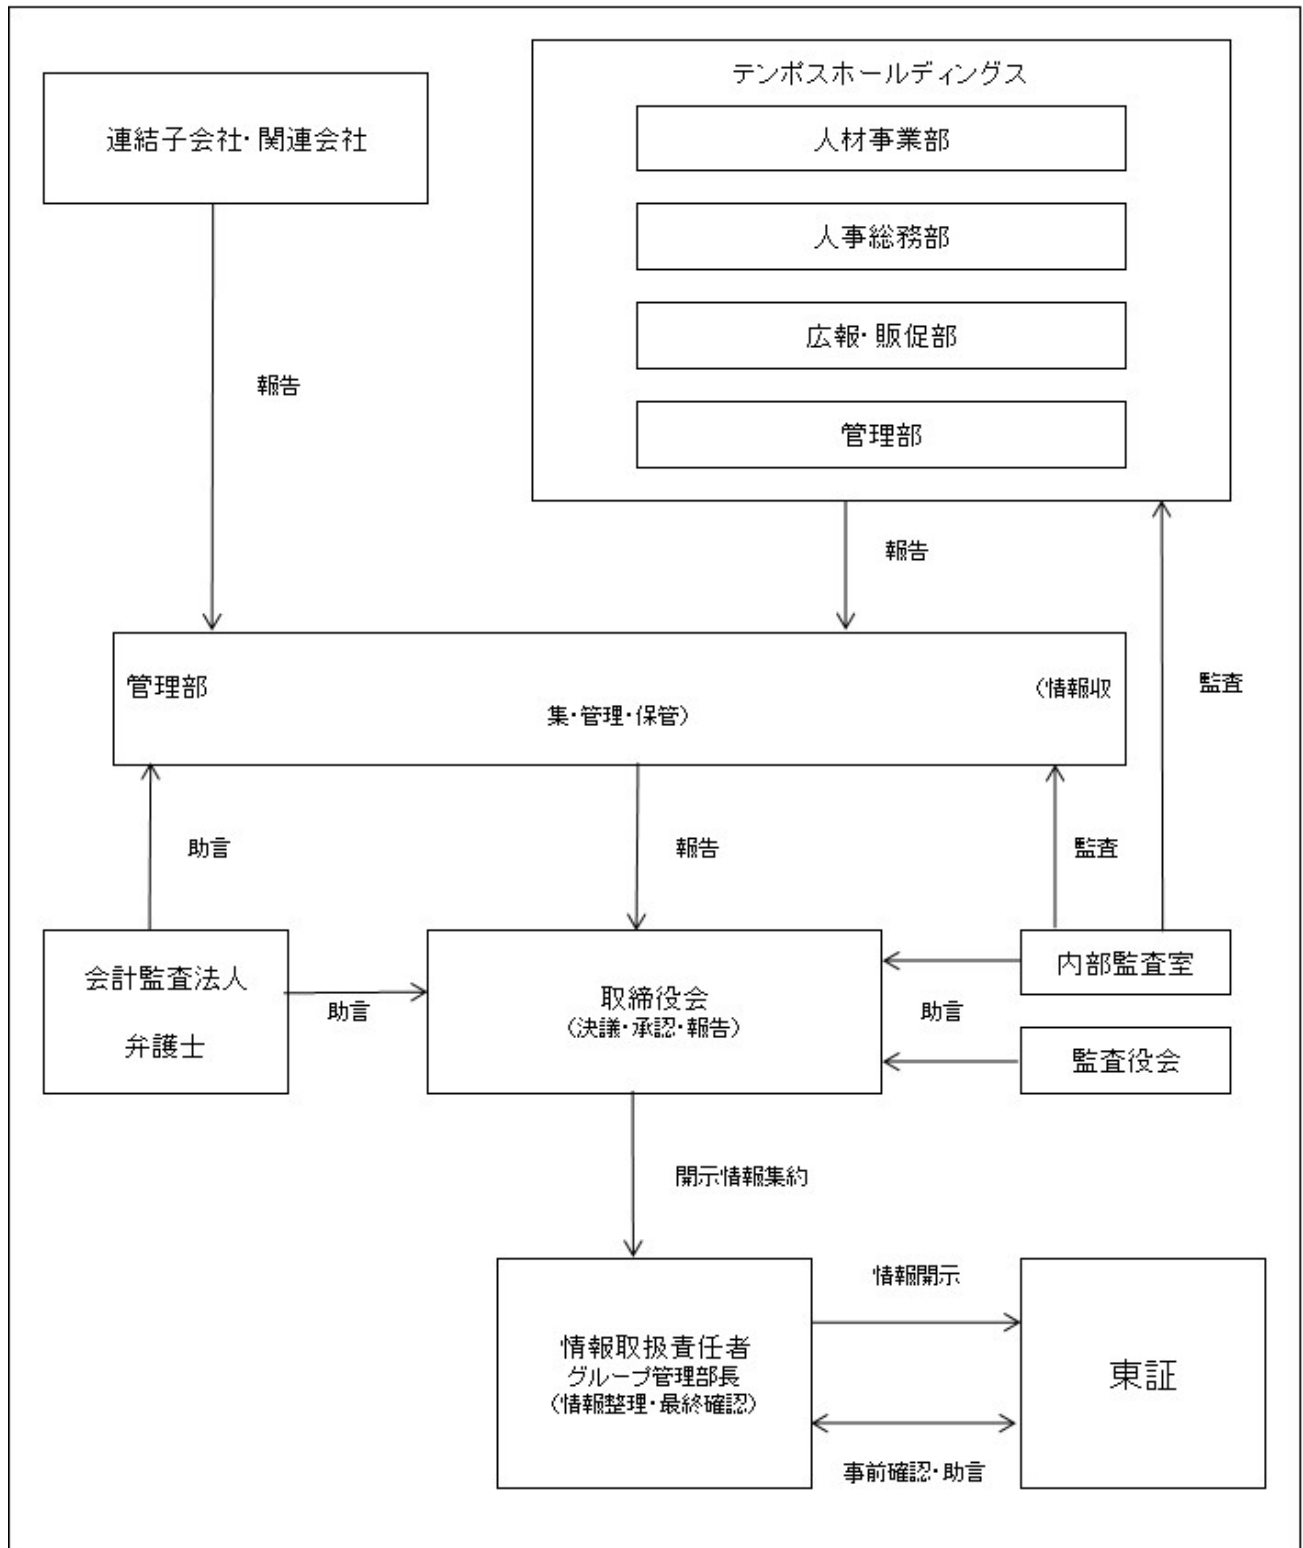 テンポスホールディングス
連結子会社・関連会社
人材事業部
人事総務部
広報・販促部
管理部
報告
報告
管理部 (情報収
集・管理・保管)
監査
助言
報告
監査
会計監査法人
弁護士
助言
取締役会
(決議・承認・報告)
助言
内部監査室
監査役会
開示情報集約
情報取扱責任者
グループ管理部長
(情報整理・最終確認)
情報開示
東証
事前確認・助言